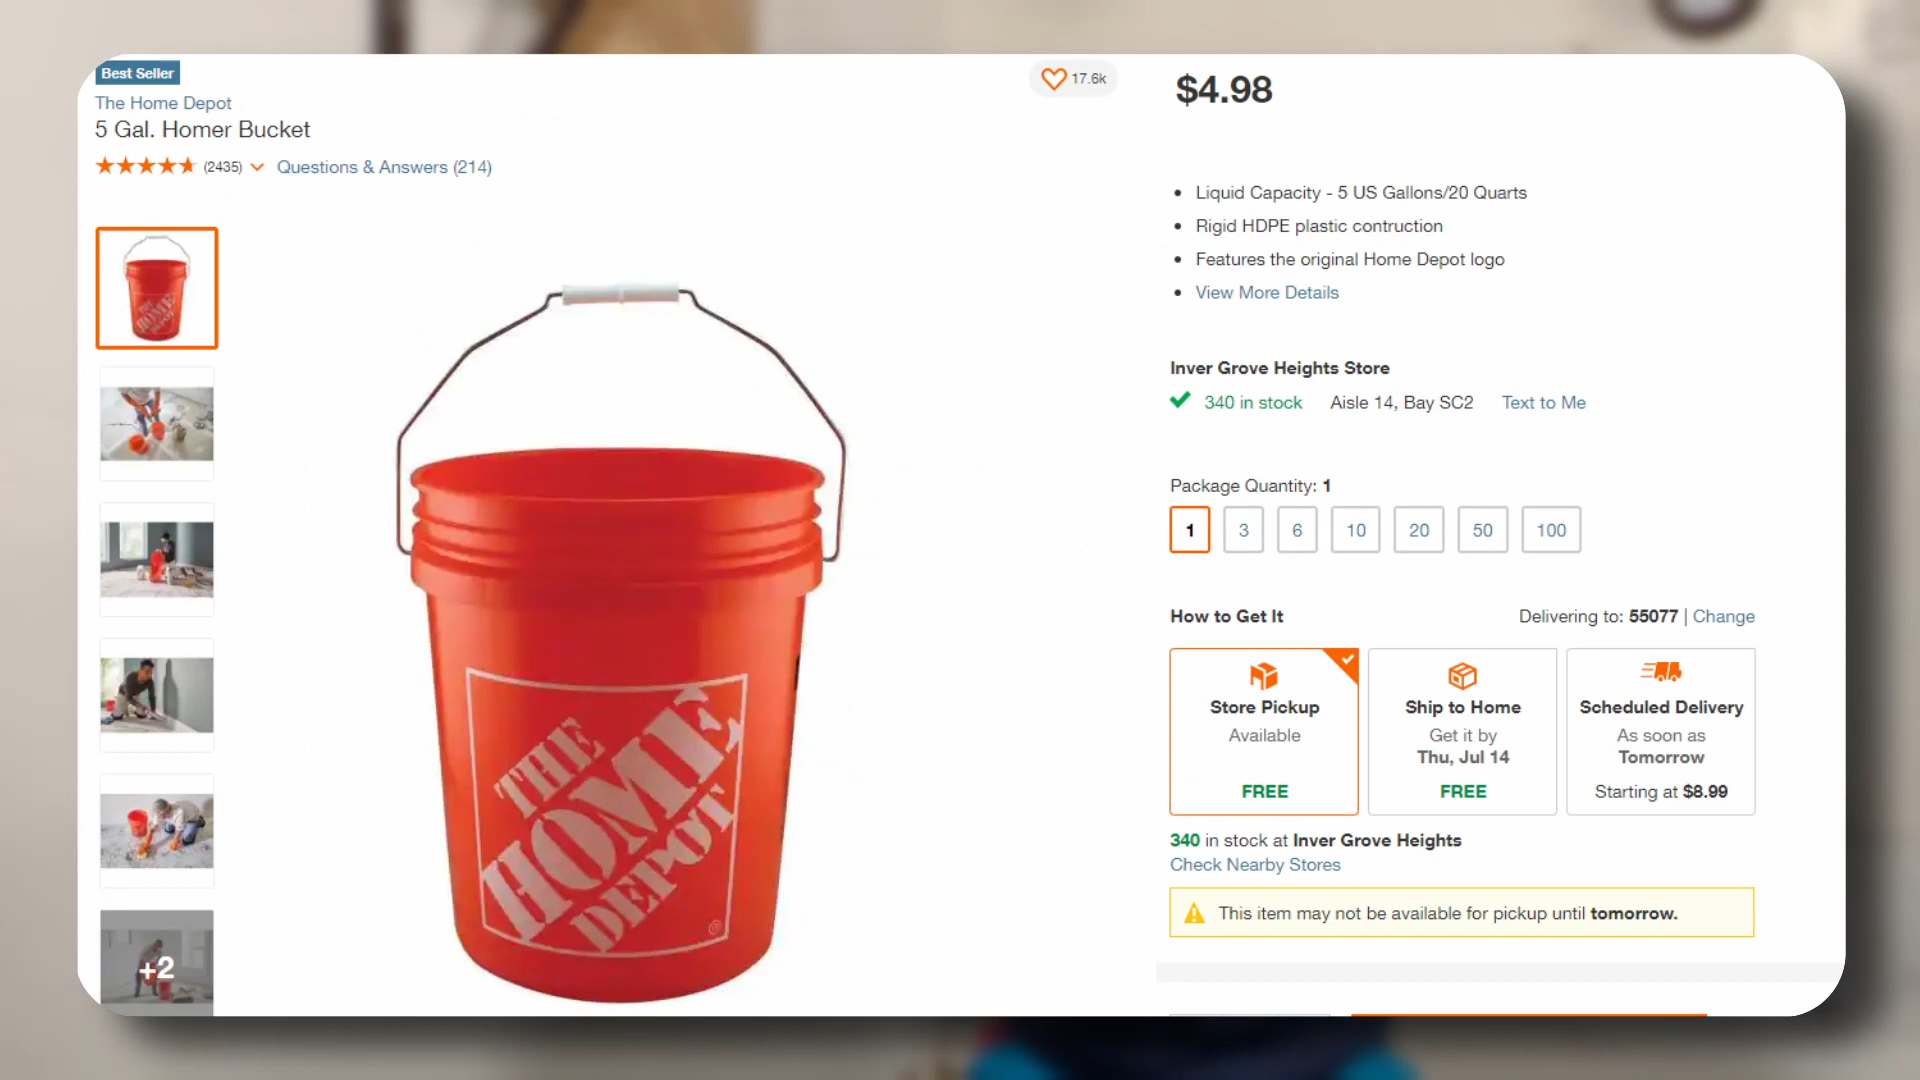 Best Seller
The Home Depot
5 Gal. Homer Bucket
(2435) Questions & Answers (214)
17.6k
+2
THE
HOME
DEPOT
®
THE
HOME
DEPOT
$4.98
Liquid Capacity - 5 US Gallons/20 Quarts
Rigid HDPE plastic contruction
Features the original Home Depot logo
View More Details
Inver Grove Heights Store
340 in stock Aisle 14, Bay SC2 Text to Me
Package Quantity: 1
1 3 6 10 20 50 100
How to Get It Delivering to: 55077 | Change
Store Pickup
Available
FREE
Ship to Home
Get it by
Thu, Jul 14
FREE
Scheduled Delivery
As soon as
Tomorrow
Starting at $8.99
340 in stock at Inver Grove Heights
Check Nearby Stores
This item may not be available for pickup until tomorrow.